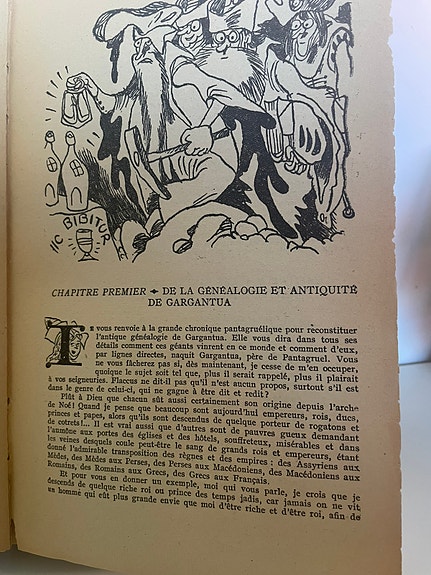 HIC BIBITUR
CHAPITRE PREMIER ✦ DE LA GÉNÉALOGIE ET ANTIQUITÉ
DE GARGANTUA
JE vous renvoie à la grande chronique pantagruélique pour reconstituer
l'antique généalogie de Gargantua. Elle vous dira dans tous ses
détails comment ces géants vinrent en ce monde et comment d'eux,
par lignes directes, naquit Gargantua, père de Pantagruel. Vous
ne vous fâcherez pas si, dès maintenant, je cesse de m'en occuper,
quoique le sujet soit tel que, plus il serait rappelé, plus il plairait
à vos seigneuries. Flaccus ne dit-il pas qu'il n'est aucun propos, surtout s'il est
dans le genre de celui-ci, qui ne gagne à être dit et redit?
Plût à Dieu que chacun sût aussi certainement son origine depuis l'arche
de Noé! Quand je pense que beaucoup sont aujourd'hui empereurs, rois, ducs,
princes et papes, alors qu'ils sont descendus de quelque porteur de rogatons et
de cotrets!... Il est vrai aussi que d'autres sont de pauvres gueux demandant
l'aumône aux portes des églises et des hôtels, souffreteux, misérables et dans
les veines desquels coule peut-être le sang de grands rois et empereurs, étant
donné l'admirable transposition des règnes et des empires : des Assyriens aux
Mèdes, des Mèdes aux Perses, des Perses aux Macédoniens, des Macédoniens aux
Romains, des Romains aux Grecs, des Grecs aux Français.
Et pour vous en donner un exemple, moi qui vous parle, je crois que je
descends de quelque riche roi ou prince des temps jadis, car jamais on ne vit
un homme qui eût plus grande envie que moi d'être riche et d'être roi, afin de